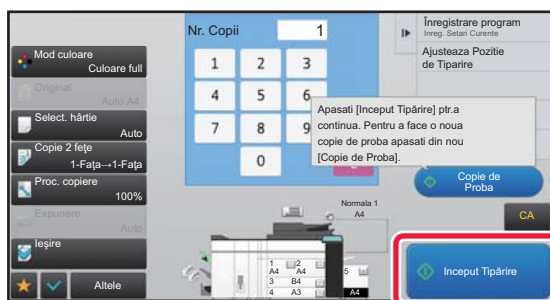 Mod culoare
Culoare full
Original
Auto A4
Select. hârtie
Auto
Copie 2 feţe
1-Faţa→1-Faţa
Proc. copiere
100%
Expunere
Auto
Ieşire
Altele
Nr. Copii
1
1 2 3
4 5 6
7 8 9
0
Apasati [Inceput Tipărire] ptr.a
continua. Pentru a face o noua
copie de proba apasati din nou
[Copie de Proba].
Normala 1
A4
1 2
A4 A4
3 B4
4 A3
5
A4
Înregistrare program
Inreg. Setari Curente
Ajusteaza Pozitie
de Tiparire
Copie de
Proba
CA
Inceput Tipărire